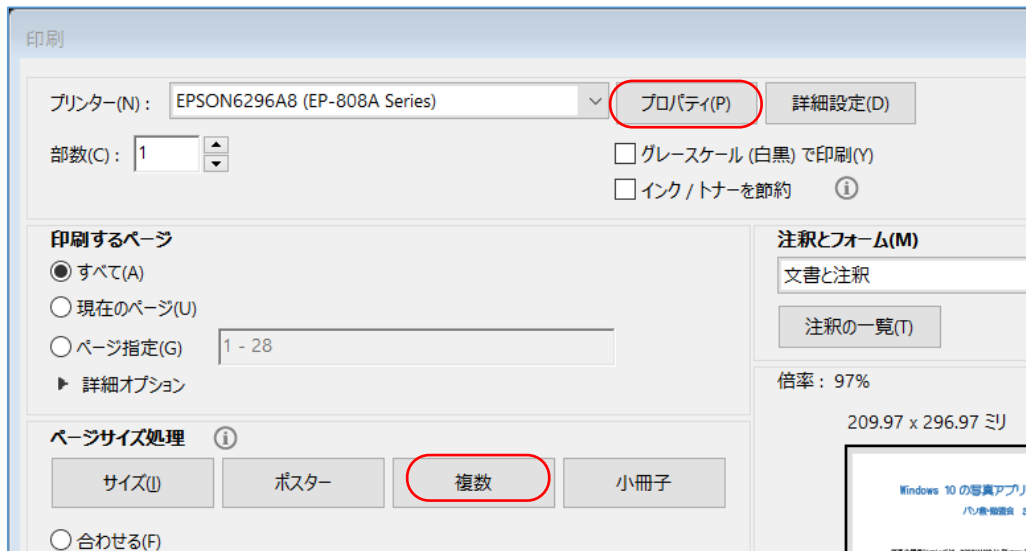 印刷
プリンター(N): EPSON6296A8 (EP-808A Series) プロパティ(P) 詳細設定(D)
部数(C): 1
グレースケール (白黒) で印刷(Y)
インク / トナーを節約
印刷するページ
すべて(A)
現在のページ(U)
ページ指定(G) 1 - 28
詳細オプション
注釈とフォーム(M)
文書と注釈
注釈の一覧(T)
倍率: 97%
209.97 x 296.97 ミリ
ページサイズ処理
サイズ(I) ポスター 複数 小冊子
合わせる(F)
Windows 10 の写真アプリ